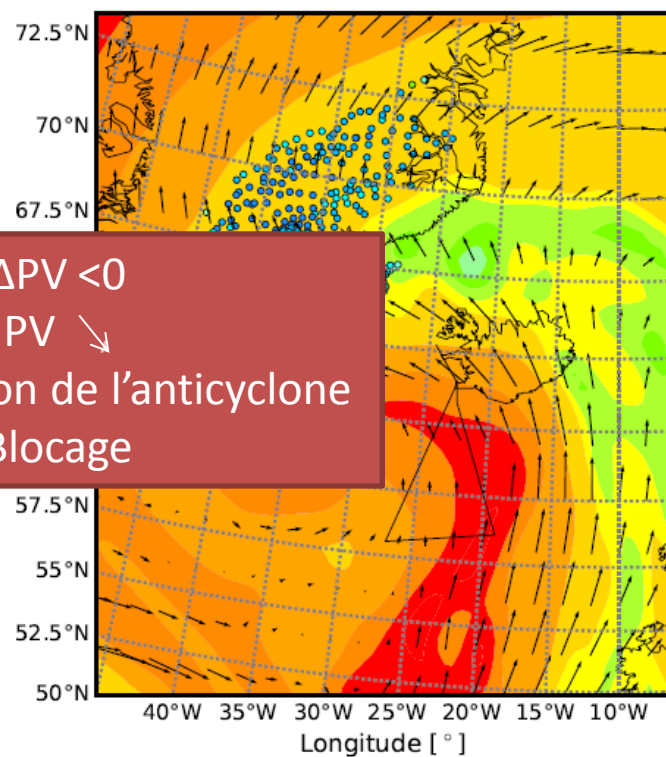 72.5°N
70°N
67.5°N
ΔPV <0
PV ↘
on de l'anticyclone
Blocage
57.5°N
55°N
52.5°N
50°N
40°W 35°W 30°W 25°W 20°W 15°W 10°W
Longitude [°]